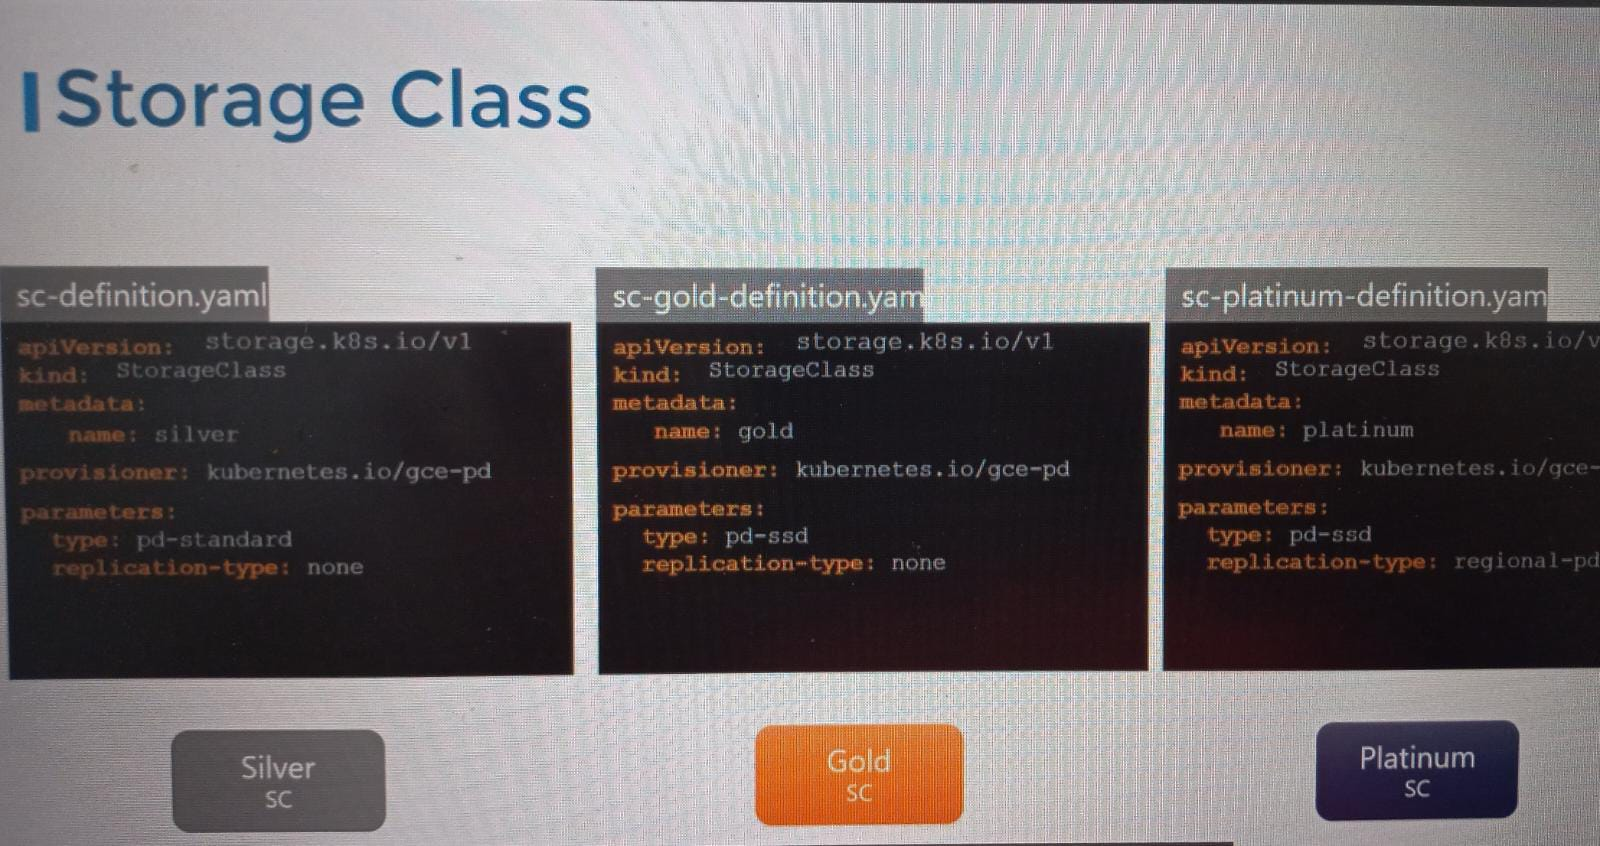 Storage Class
sc-definition.yaml
apiVersion: storage.k8s.io/v1
kind: StorageClass
metadata:
name: silver
provisioner: kubernetes.io/gce-pd
parameters:
type: pd-standard
replication-type: none
Silver
SC
sc-gold-definition.yam
apiVersion: storage.k8s.io/v1
kind: StorageClass
metadata:
name: gold
provisioner: kubernetes.io/gce-pd
parameters:
type: pd-ssd
replication-type: none
Gold
SC
sc-platinum-definition.yam
apiVersion: storage.k8s.io/v
kind: StorageClass
metadata:
name: platinum
provisioner: kubernetes.io/gce-
parameters:
type: pd-ssd
replication-type: regional-pd
Platinum
SC